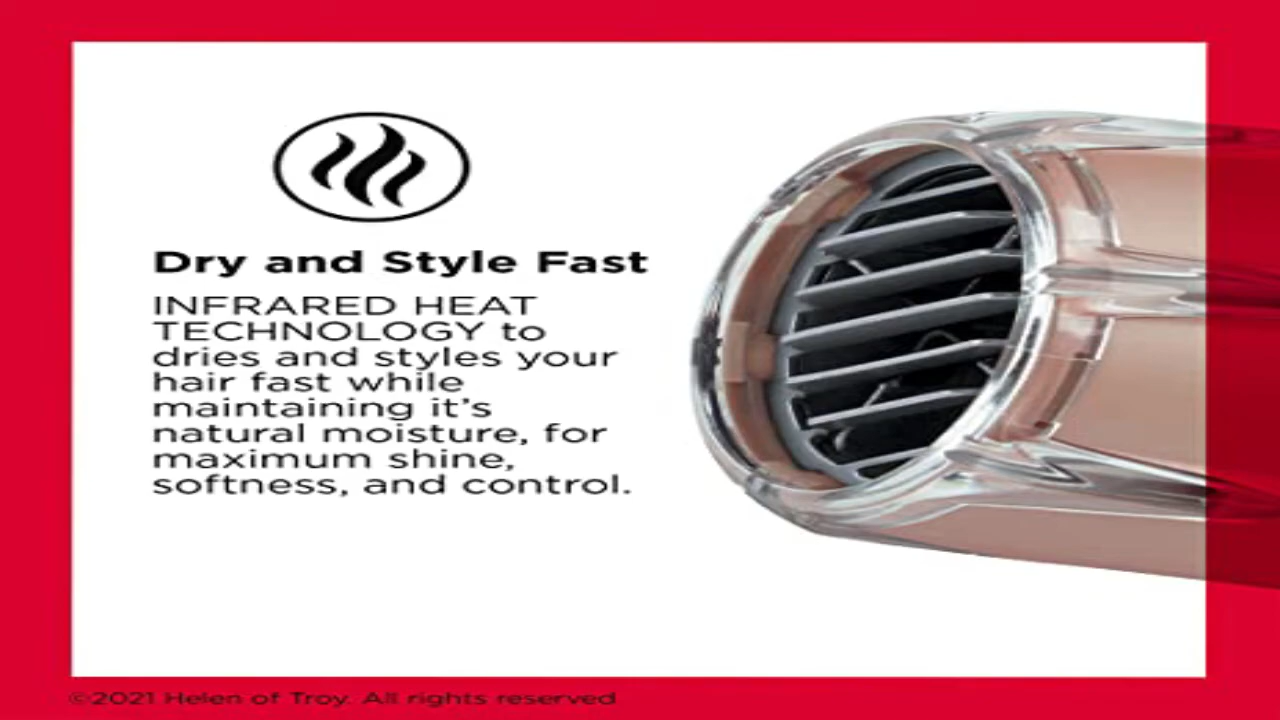 Dry and Style Fast
INFRARED HEAT
TECHNOLOGY to
dries and styles your
hair fast while
maintaining it's
natural moisture, for
maximum shine,
softness, and control.
©2021 Helen of Troy. All rights reserved